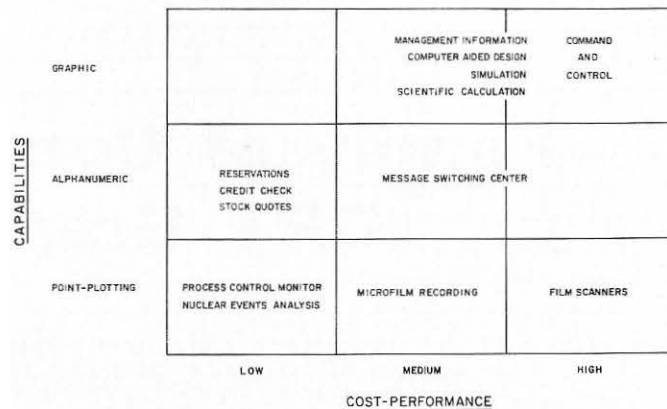 CAPABILITIES
GRAPHIC
MANAGEMENT INFORMATION
COMPUTER AIDED DESIGN
SIMULATION
SCIENTIFIC CALCULATION
COMMAND
AND
CONTROL
ALPHANUMERIC
RESERVATIONS
CREDIT CHECK
STOCK QUOTES
MESSAGE SWITCHING CENTER
POINT-PLOTTING
PROCESS CONTROL MONITOR
NUCLEAR EVENTS ANALYSIS
MICROFILM RECORDING
FILM SCANNERS
LOW
MEDIUM
HIGH
COST-PERFORMANCE